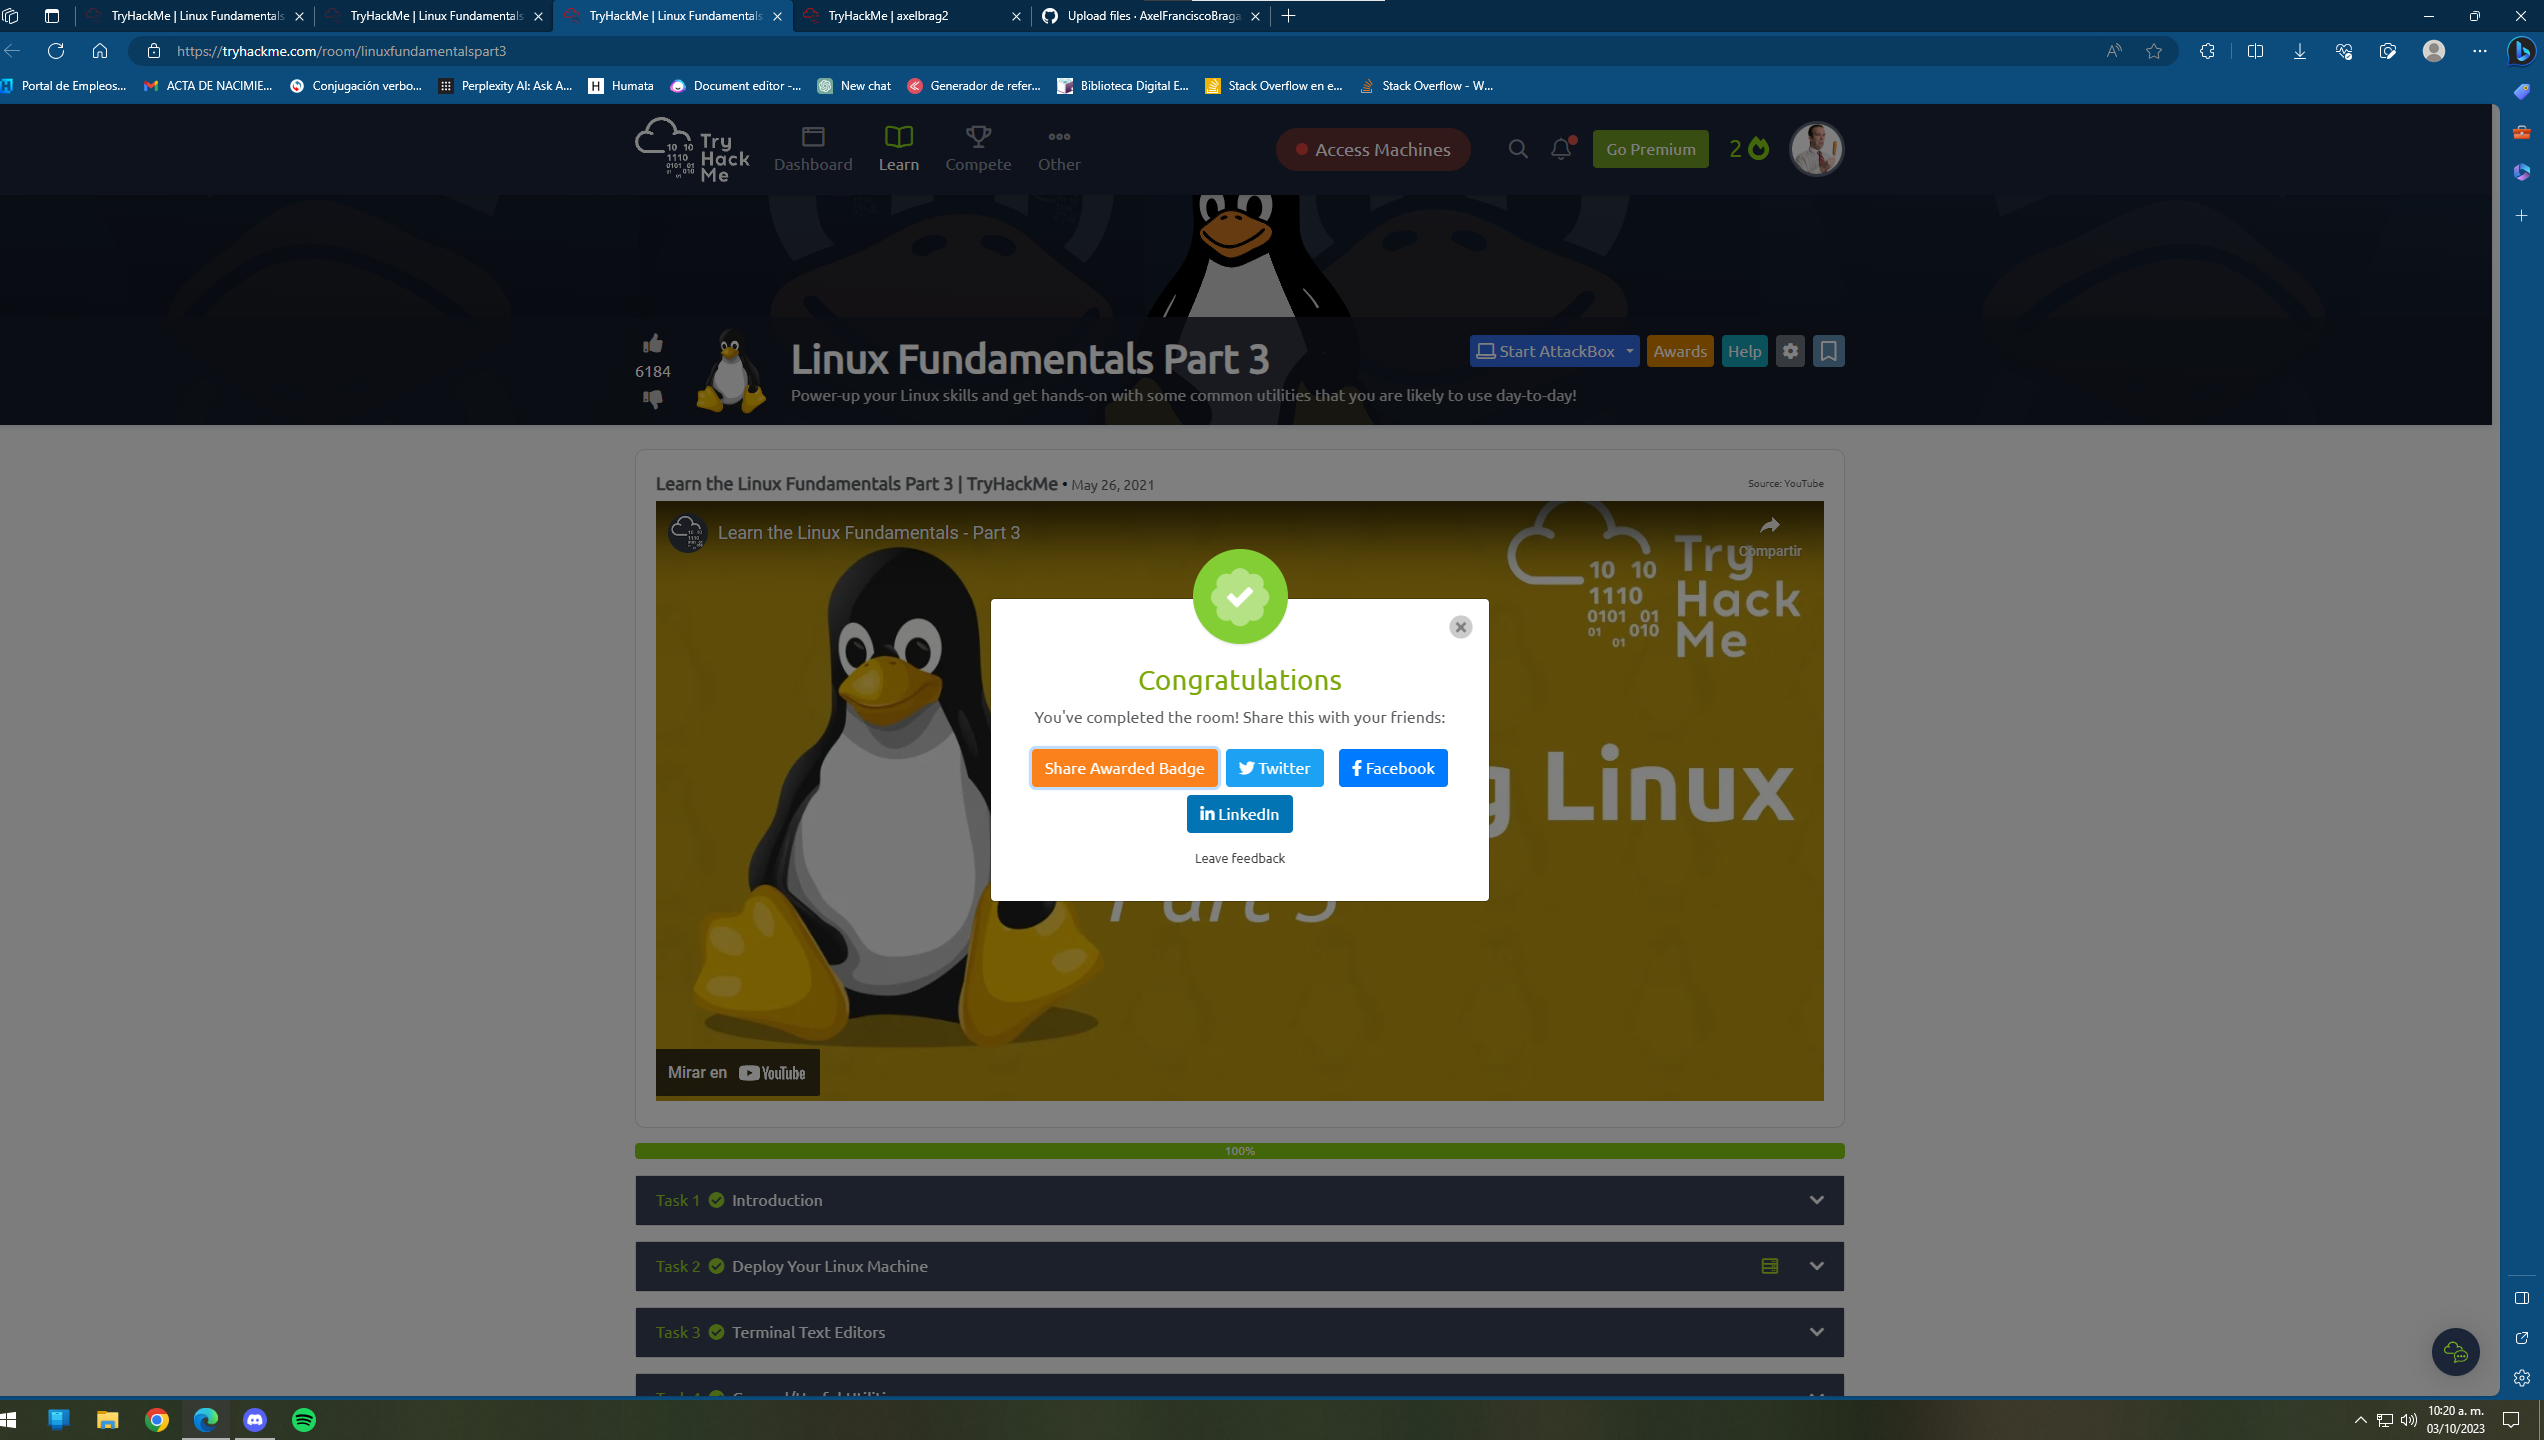 TryHackMe | Linux Fundamentals
TryHackMe | Linux Fundamentals
TryHackMe | Linux Fundamentals
TryHackMe | axelbrag2
Upload files · AxelFranciscoBraga
https://tryhackme.com/room/linuxfundamentalspart3
Portal de Empleos...
ACTA DE NACIMIE...
Conjugación verbo...
Perplexity AI: Ask A...
Humata
Document editor -...
New chat
Generador de refer...
Biblioteca Digital E...
Stack Overflow en e...
Stack Overflow - W...
Try
Hack
Me
Dashboard
Learn
Compete
Other
Access Machines
Go Premium
2
6184
Linux Fundamentals Part 3
Power-up your Linux skills and get hands-on with some common utilities that you are likely to use day-to-day!
Start AttackBox
Awards
Help
Learn the Linux Fundamentals Part 3 | TryHackMe • May 26, 2021
Source: YouTube
Learn the Linux Fundamentals - Part 3
Compartir
10 10
1110
0101 01
01 010
01
Try
Hack
Me
g Linux
Part 3
Congratulations
You've completed the room! Share this with your friends:
Share Awarded Badge
Twitter
Facebook
LinkedIn
Leave feedback
Mirar en YouTube
100%
Task 1 Introduction
Task 2 Deploy Your Linux Machine
Task 3 Terminal Text Editors
10:20 a. m.
03/10/2023